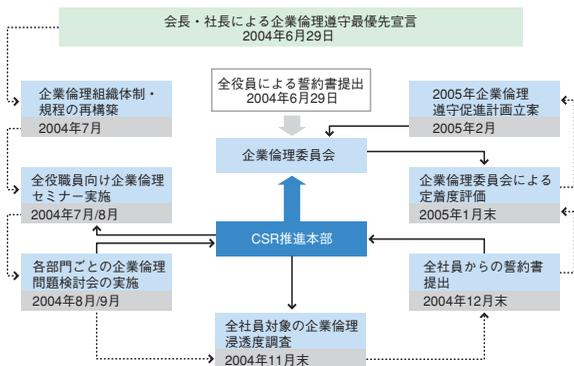 会長・社長による企業倫理遵守最優先宣言
2004年6月29日
企業倫理組織体制・
規程の再構築
2004年7月
全役員による誓約書提出
2004年6月29日
2005年企業倫理
遵守促進計画立案
2005年2月
企業倫理委員会
全役職員向け企業倫理
セミナー実施
2004年7月/8月
企業倫理委員会による
定着度評価
2005年1月末
CSR推進本部
各部門ごとの企業倫理
問題検討会の実施
2004年8月/9月
全社員からの誓約書
提出
2004年12月末
全社員対象の企業倫理
浸透度調査
2004年11月末